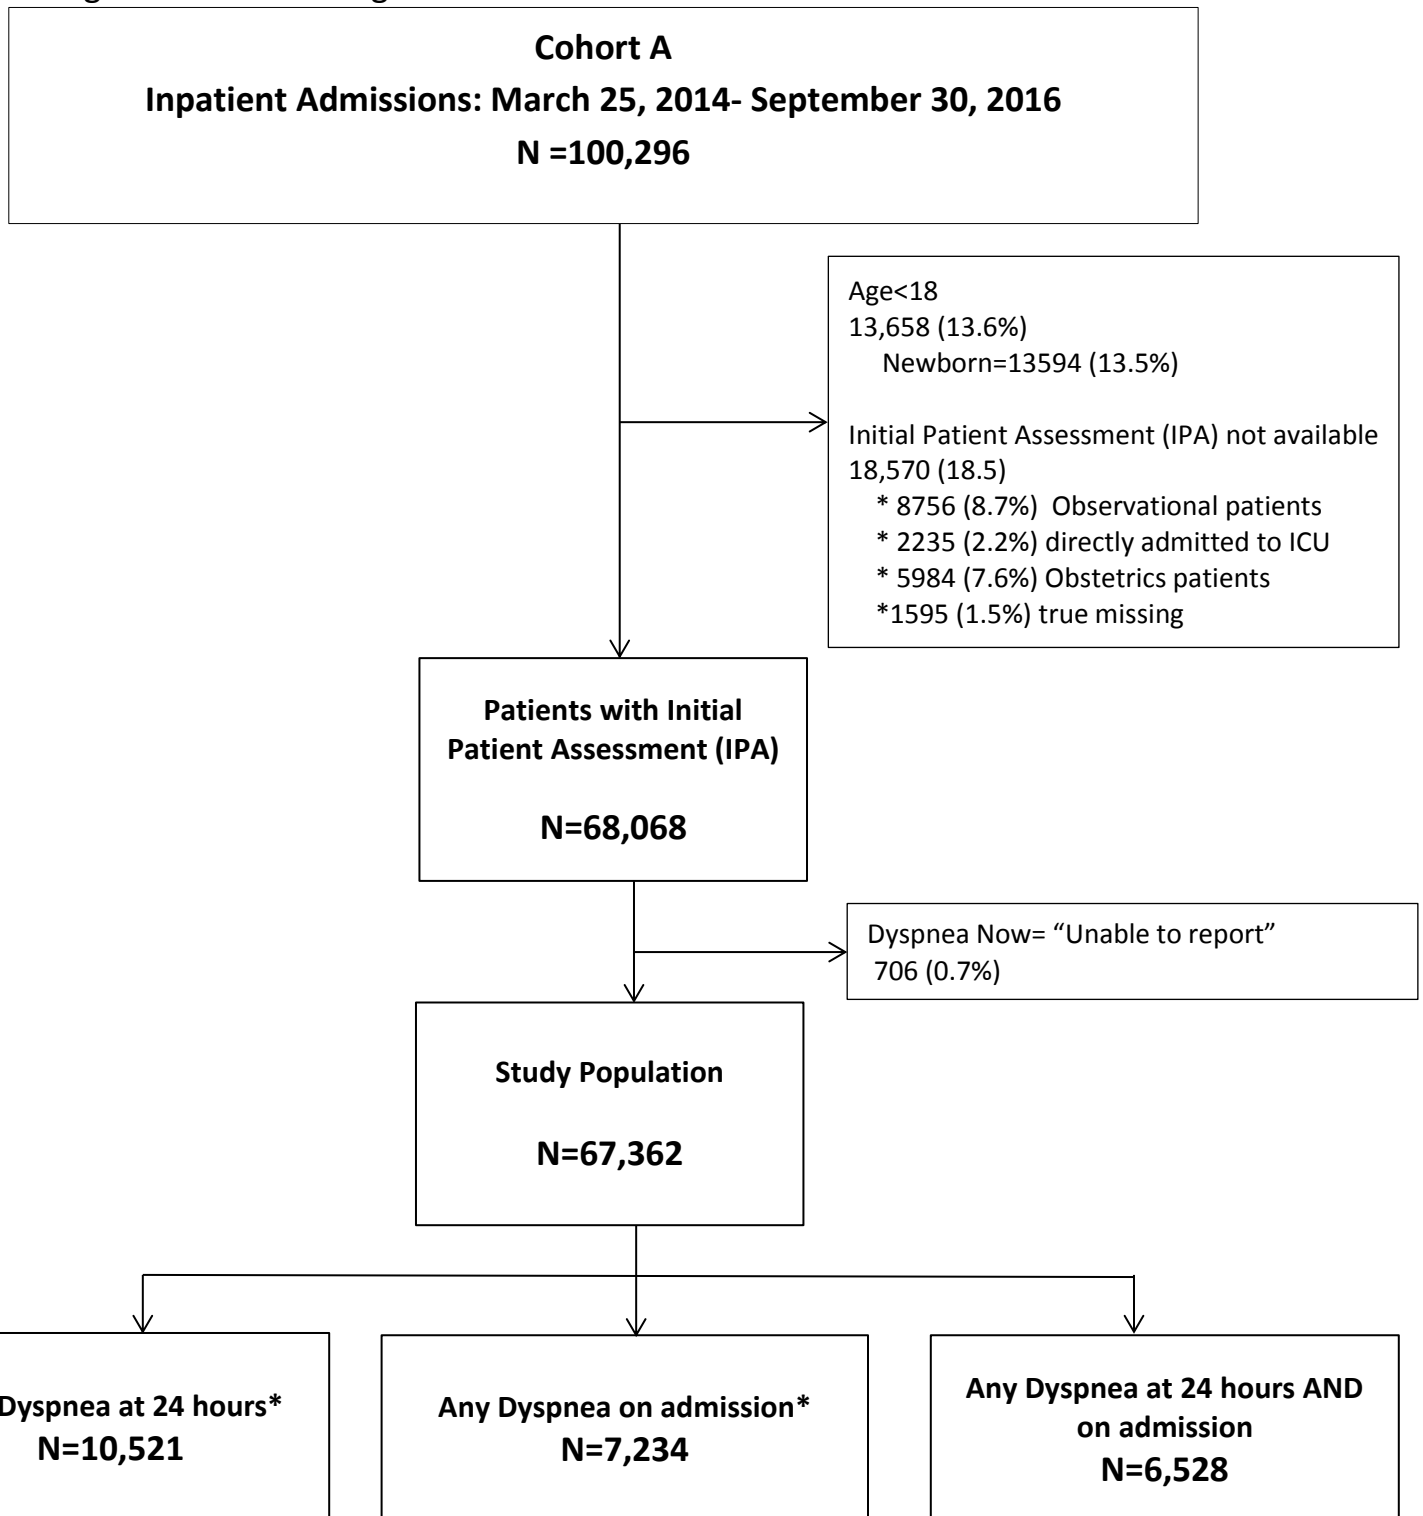 Cohort A
Inpatient Admissions: March 25, 2014- September 30, 2016
N =100,296
Age<18
13,658 (13.6%)
Newborn=13594 (13.5%)
Initial Patient Assessment (IPA) not available
18,570 (18.5)
* 8756 (8.7%)  Observational patients
* 2235 (2.2%) directly admitted to ICU
* 5984 (7.6%) Obstetrics patients
*1595 (1.5%) true missing
Patients with Initial
Patient Assessment (IPA)
N=68,068
Dyspnea Now= “Unable to report”
706 (0.7%)
Study Population
N=67,362
Dyspnea at 24 hours*
N=10,521
Any Dyspnea on admission*
N=7,234
Any Dyspnea at 24 hours AND
on admission
N=6,528